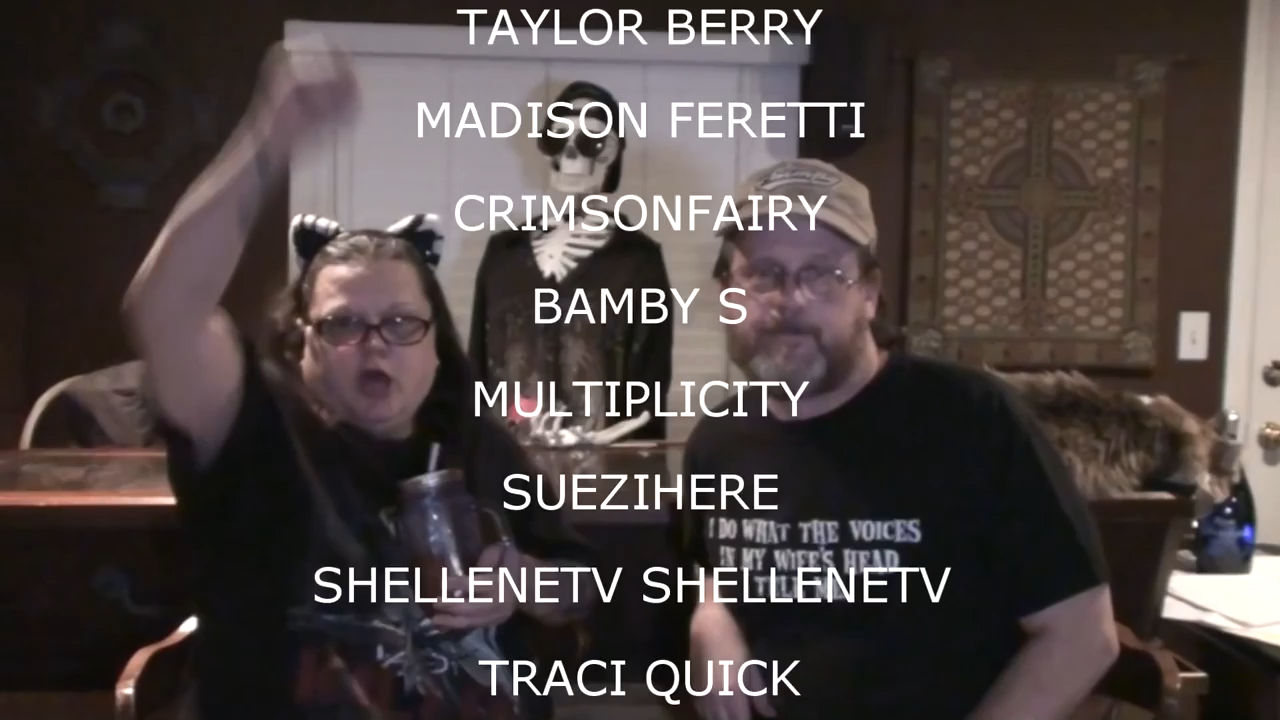 TAYLOR BERRY
MADISON FERETTI
CRIMSONFAIRY
BAMBY S
MULTIPLICITY
SUEZIHERE
SHELLENETV SHELLENETV
TRACI QUICK
I DO WHAT THE VOICES
IN MY WIFE'S HEAD